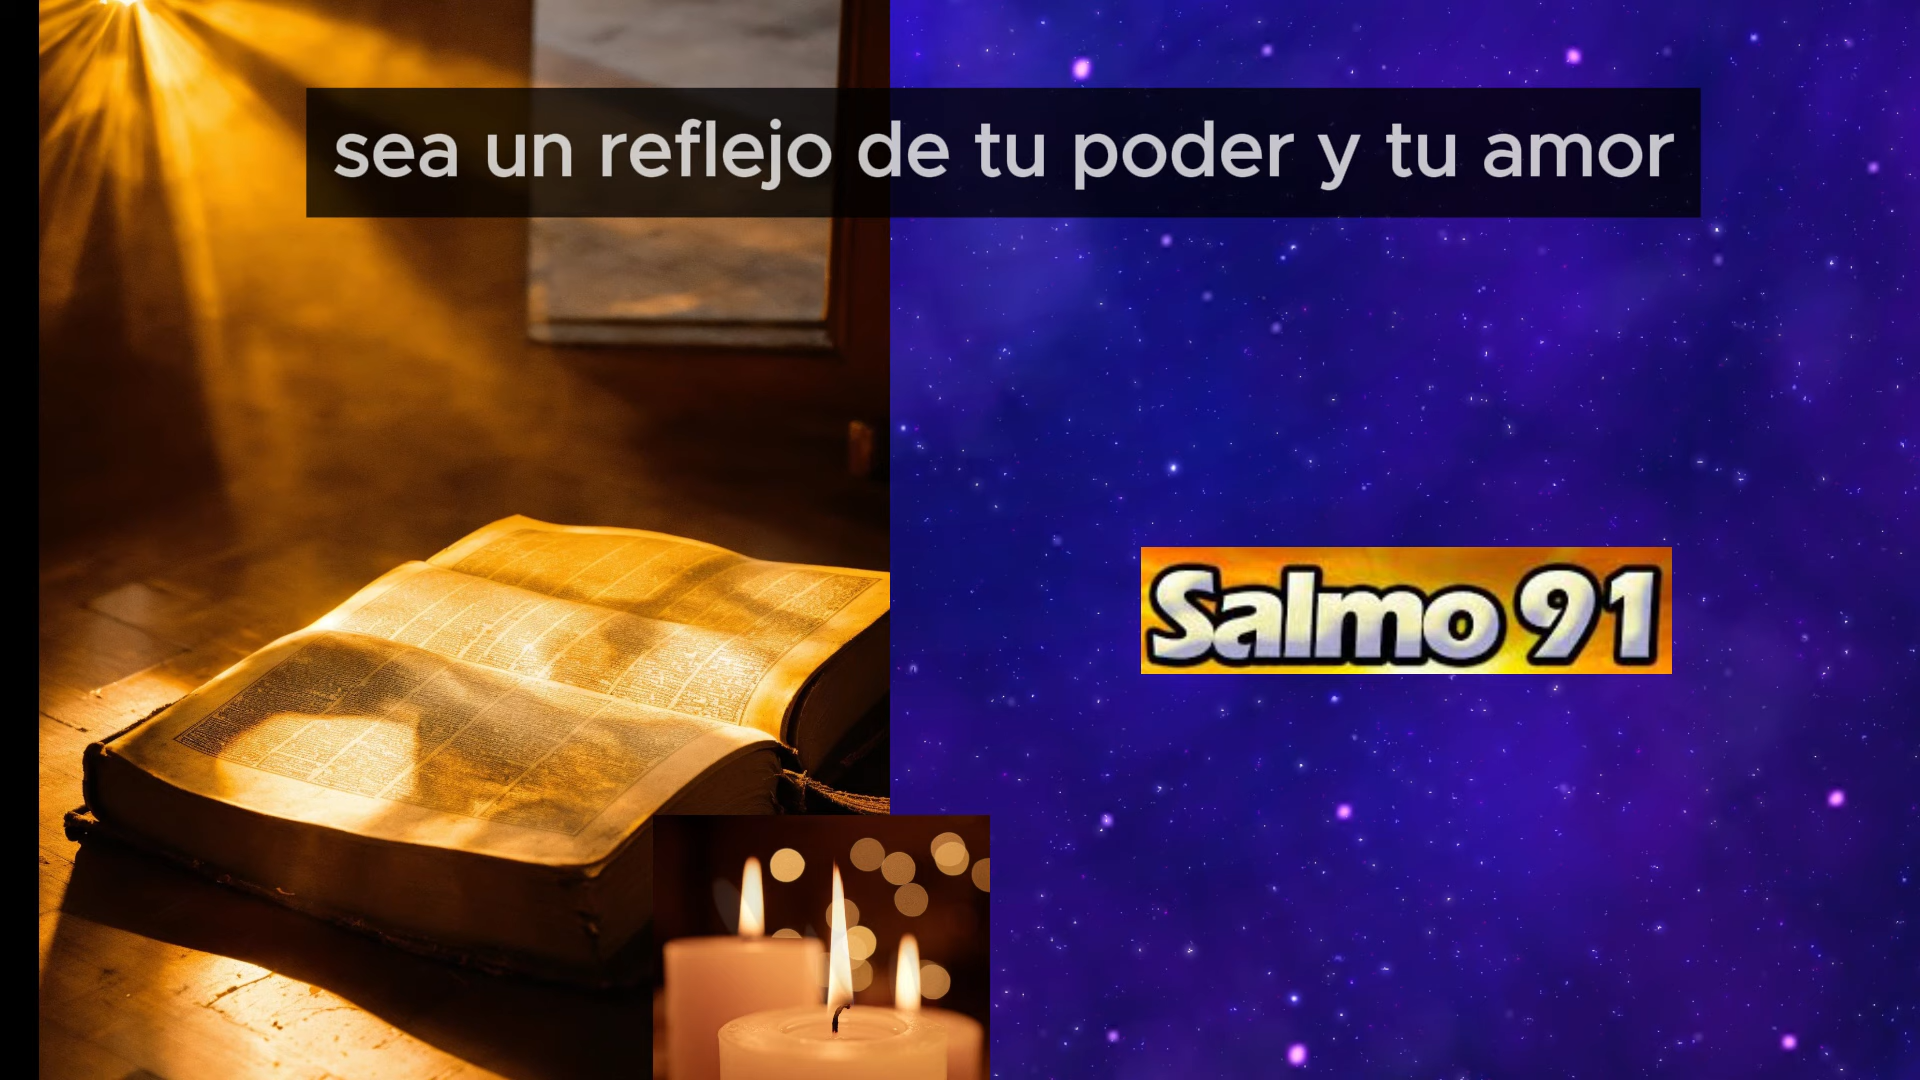 sea un reflejo de tu poder y tu amor
Salmo 91